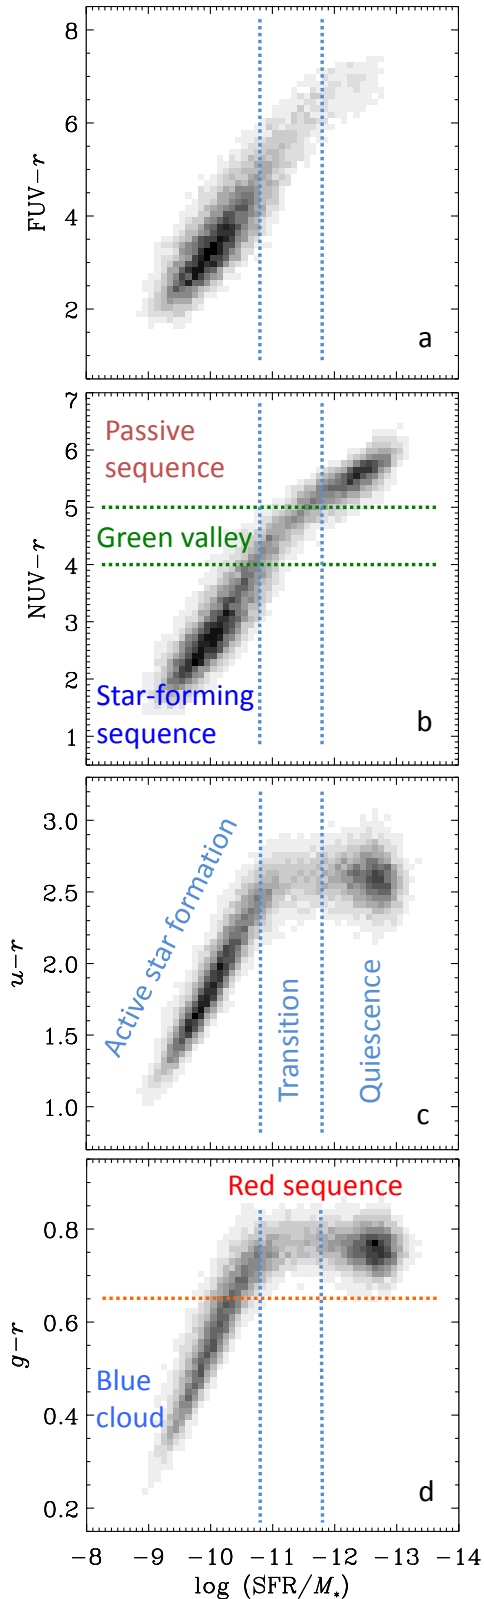 8
6
4
2
FUV−r
a
7
6
5
4
3
2
1
NUV−r
Passive
sequence
Green valley
Star-forming
sequence
b
3.0
2.5
2.0
1.5
1.0
u−r
Active star formation
Transition
Quiescence
c
Red sequence
0.8
0.6
0.4
0.2
g−r
Blue
cloud
d
−8 −9 −10 −11 −12 −13 −14
log (SFR/M*)